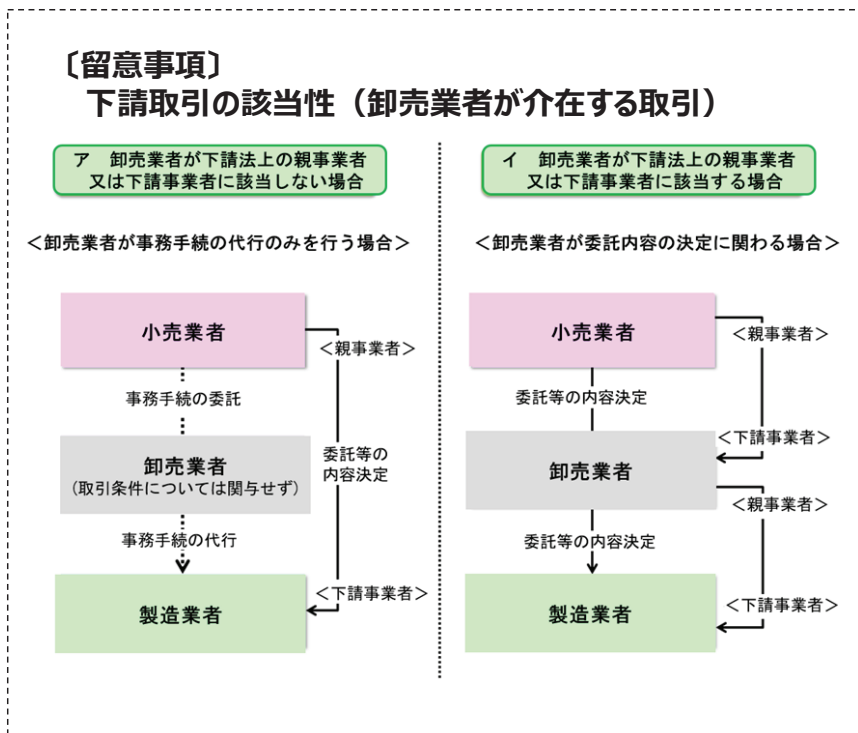 〔留意事項〕
下請取引の該当性（卸売業者が介在する取引）
ア　卸売業者が下請法上の親事業者
又は下請事業者に該当しない場合
＜卸売業者が事務手続の代行のみを行う場合＞
小売業者
＜親事業者＞
事務手続の委託
委託等の
内容決定
卸売業者
（取引条件については関与せず）
事務手続の代行
＜下請事業者＞
製造業者
イ　卸売業者が下請法上の親事業者
又は下請事業者に該当する場合
＜卸売業者が委託内容の決定に関わる場合＞
小売業者
＜親事業者＞
委託等の内容決定
＜下請事業者＞
卸売業者
＜親事業者＞
委託等の内容決定
＜下請事業者＞
製造業者